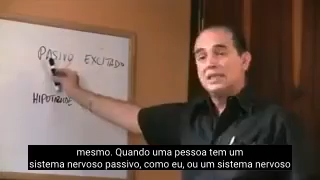 PASIVO EXITADO
HIPOTIROIDE
mesmo. Quando uma pessoa tem um
sistema nervoso passivo, como eu, ou um sistema nervoso